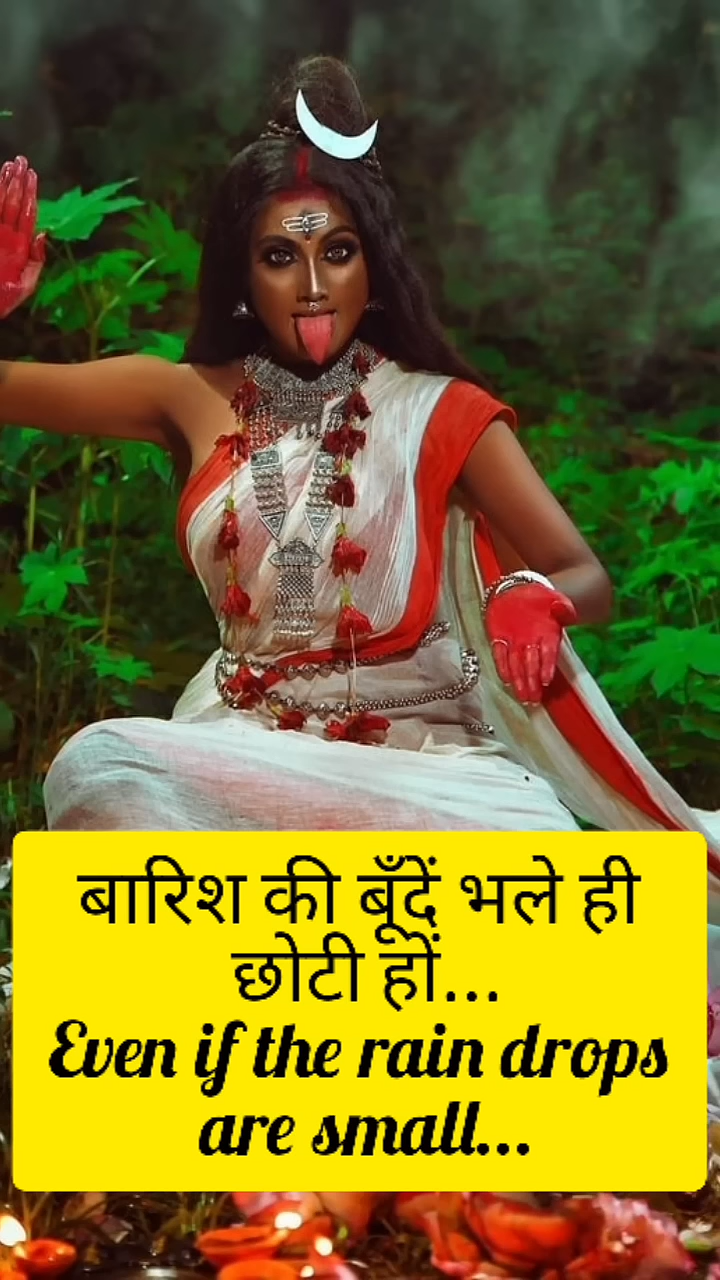 बारिश की बूँदें भले ही
छोटी हों...
Even if the rain drops
are small...